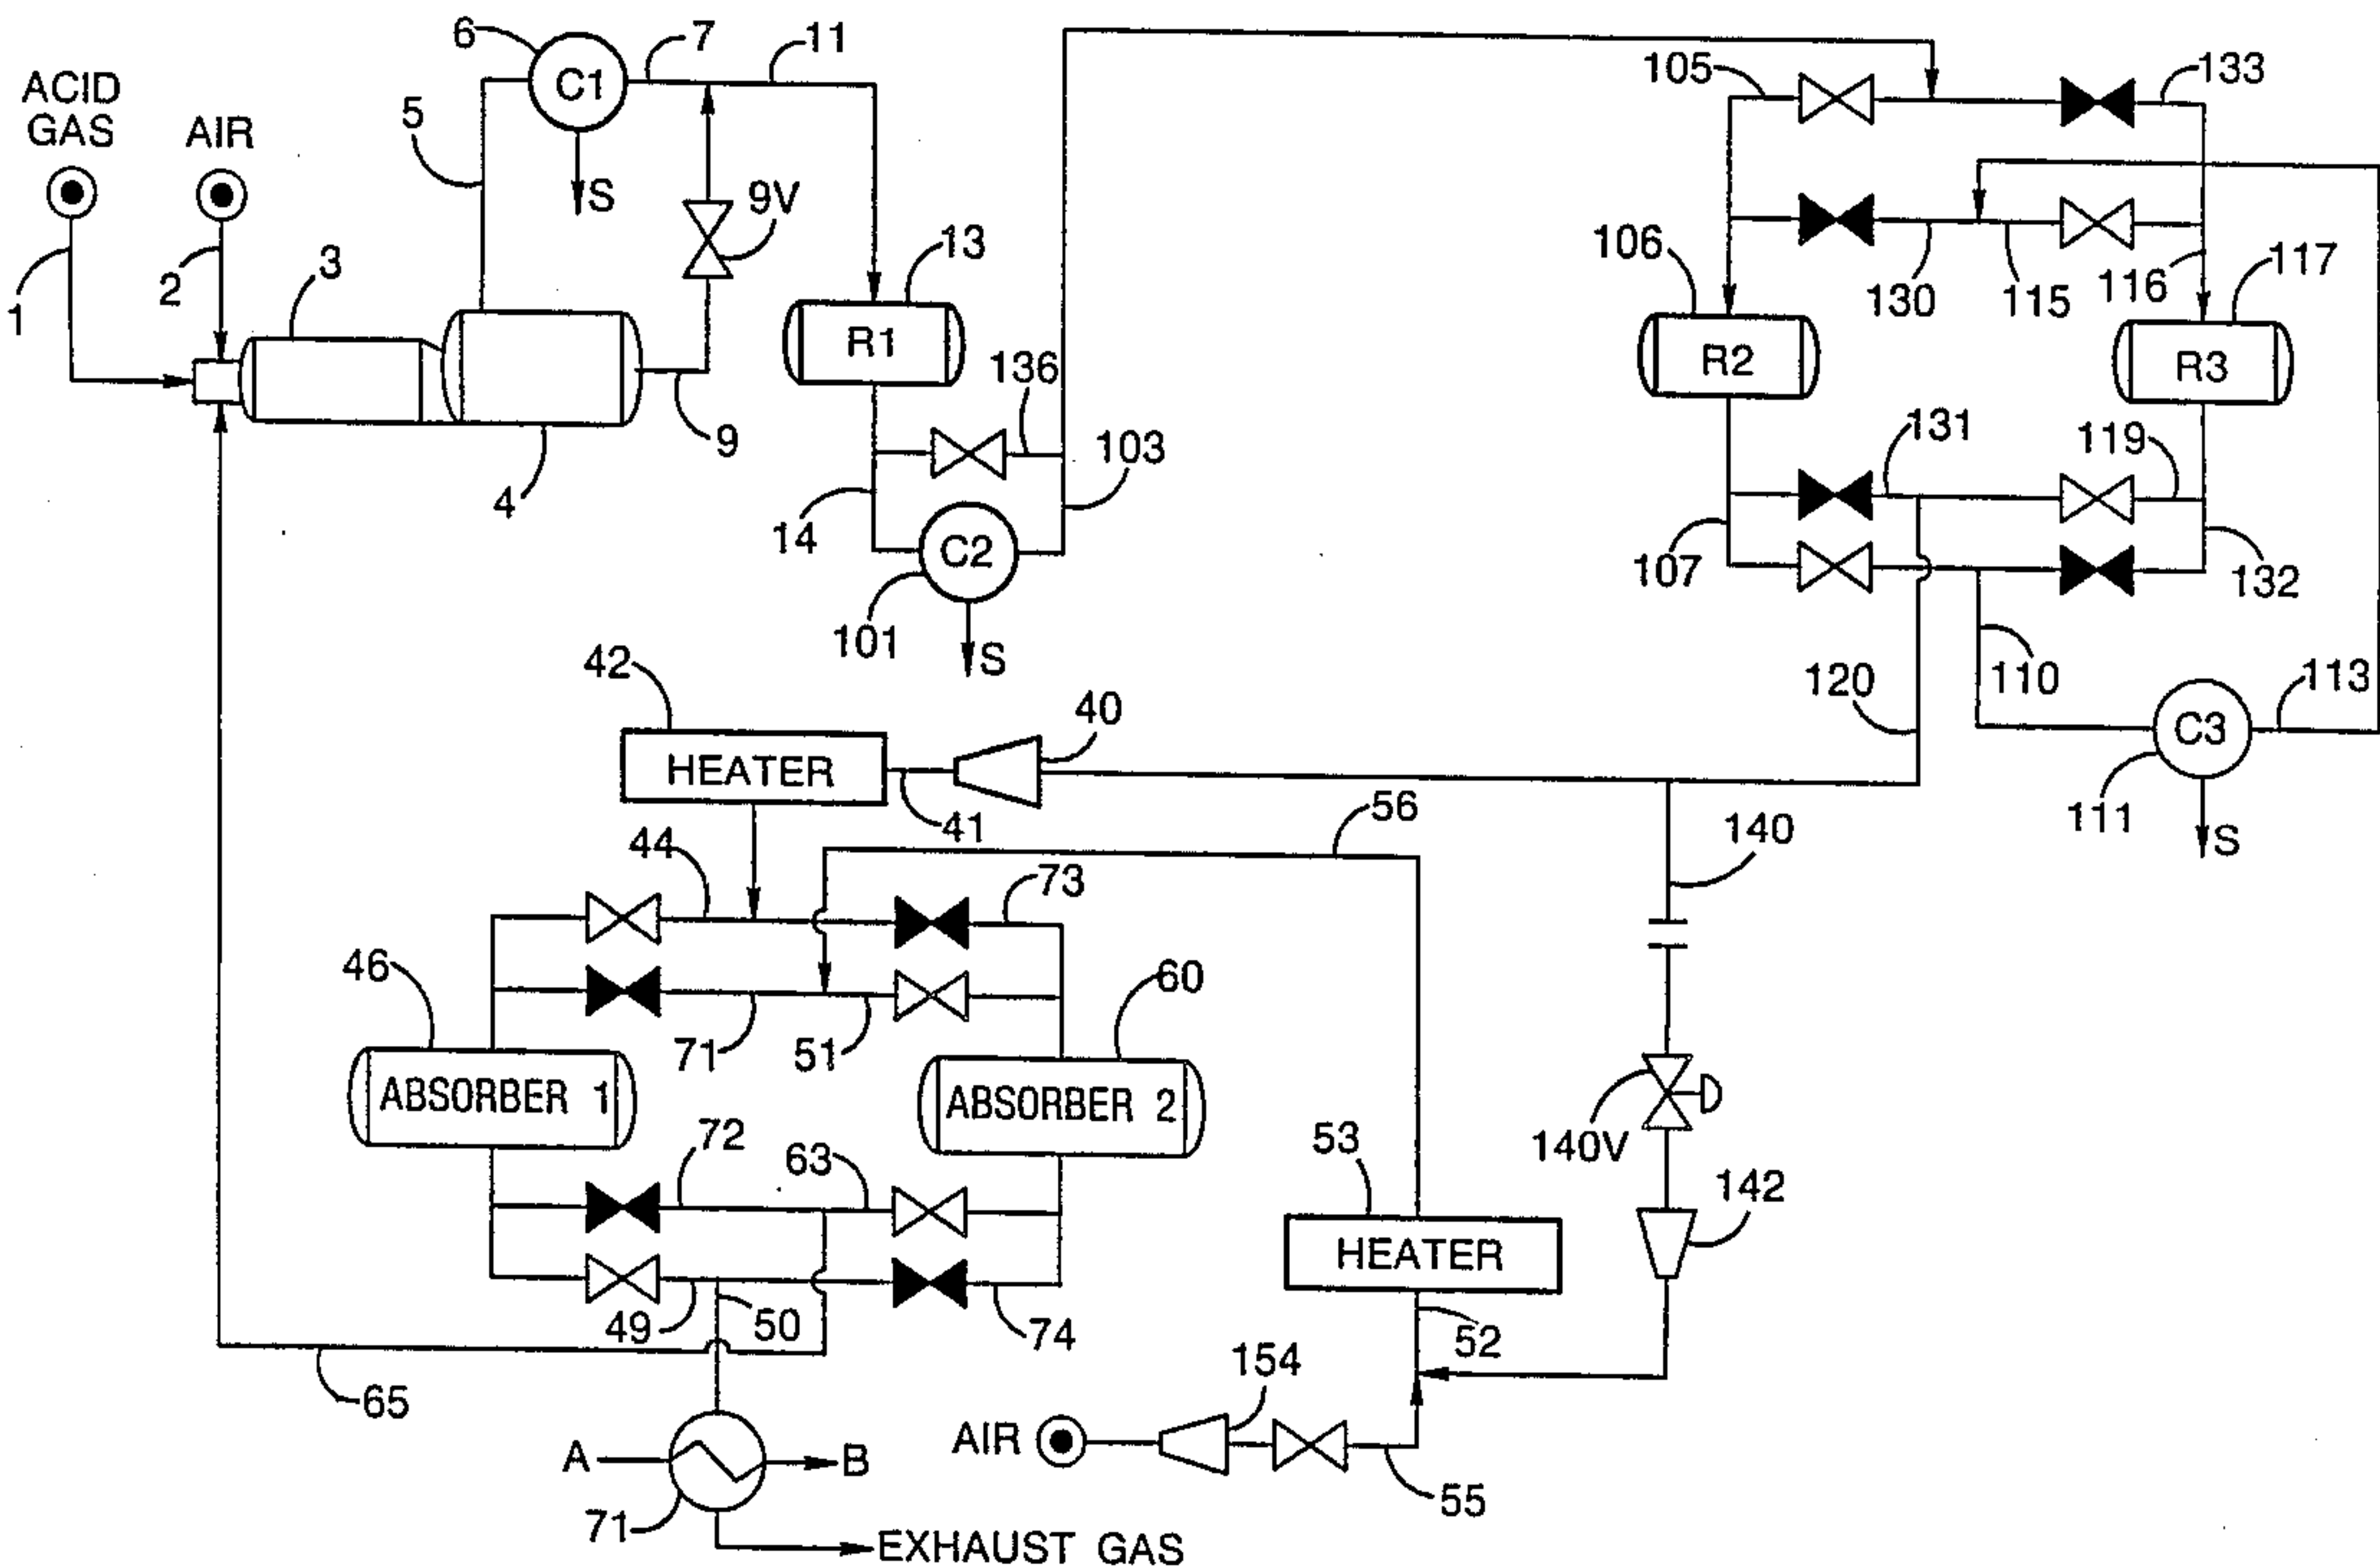 6
7
11
105
133
ACID
GAS
AIR
C1
5
S
9V
13
106
117
1
2
3
116
130
115
R1
136
R2
R3
9
131
119
103
4
14
C2
107
132
101
S
42
120
110
113
40
HEATER
C3
41
56
111
S
44
140
73
46
60
71
51
ABSORBER 1
ABSORBER 2
72
63
53
140V
142
HEATER
49
50
74
52
65
154
A
B
AIR
71
55
EXHAUST GAS